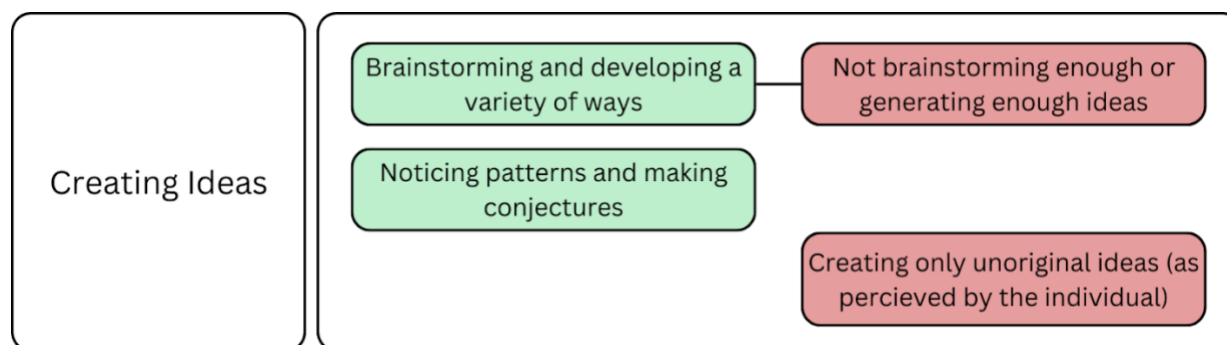 Creating Ideas
Brainstorming and developing a
variety of ways
Not brainstorming enough or
generating enough ideas
Noticing patterns and making
conjectures
Creating only unoriginal ideas (as
percieved by the individual)